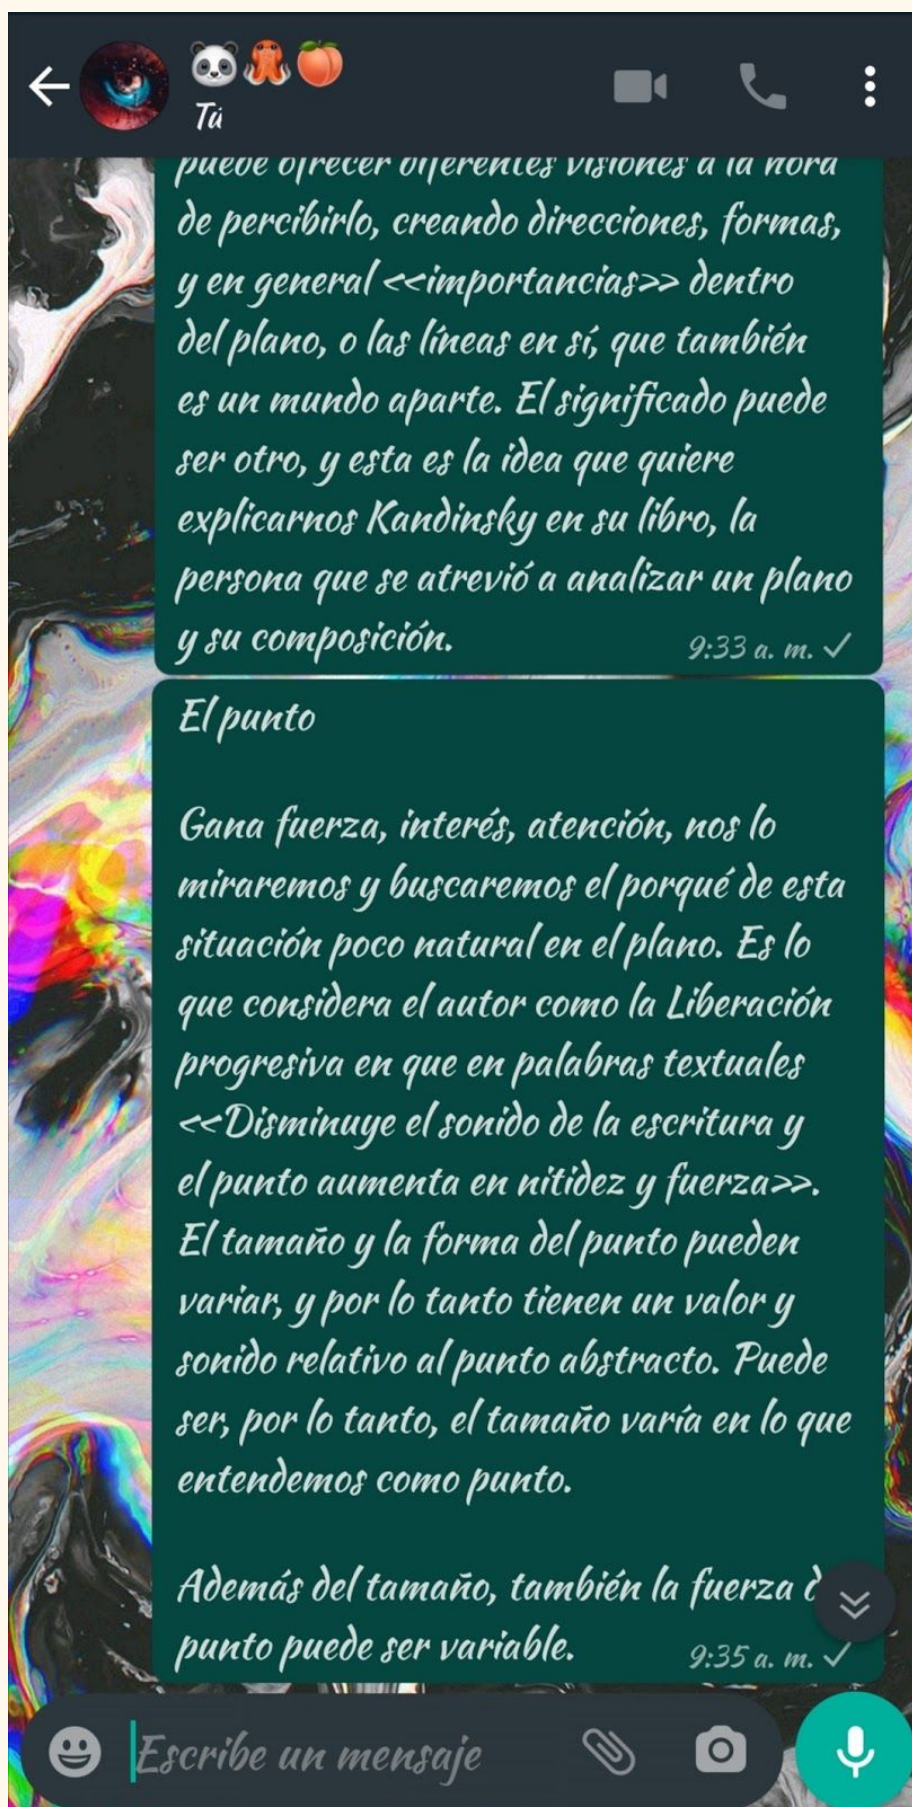 Tú
puede ofrecer diferentes visiones a la hora
de percibirlo, creando direcciones, formas,
y en general <<importancias>> dentro
del plano, o las líneas en sí, que también
es un mundo aparte. El significado puede
ser otro, y esta es la idea que quiere
explicarnos Kandinsky en su libro, la
persona que se atrevió a analizar un plano
y su composición.
9:33 a. m.
El punto
Gana fuerza, interés, atención, nos lo
miraremos y buscaremos el porqué de esta
situación poco natural en el plano. Es lo
que considera el autor como la Liberación
progresiva en que en palabras textuales
<<Disminuye el sonido de la escritura y
el punto aumenta en nitidez y fuerza>>.
El tamaño y la forma del punto pueden
variar, y por lo tanto tienen un valor y
sonido relativo al punto abstracto. Puede
ser, por lo tanto, el tamaño varía en lo que
entendemos como punto.
Además del tamaño, también la fuerza
punto puede ser variable.
9:35 a. m.
Escribe un mensaje